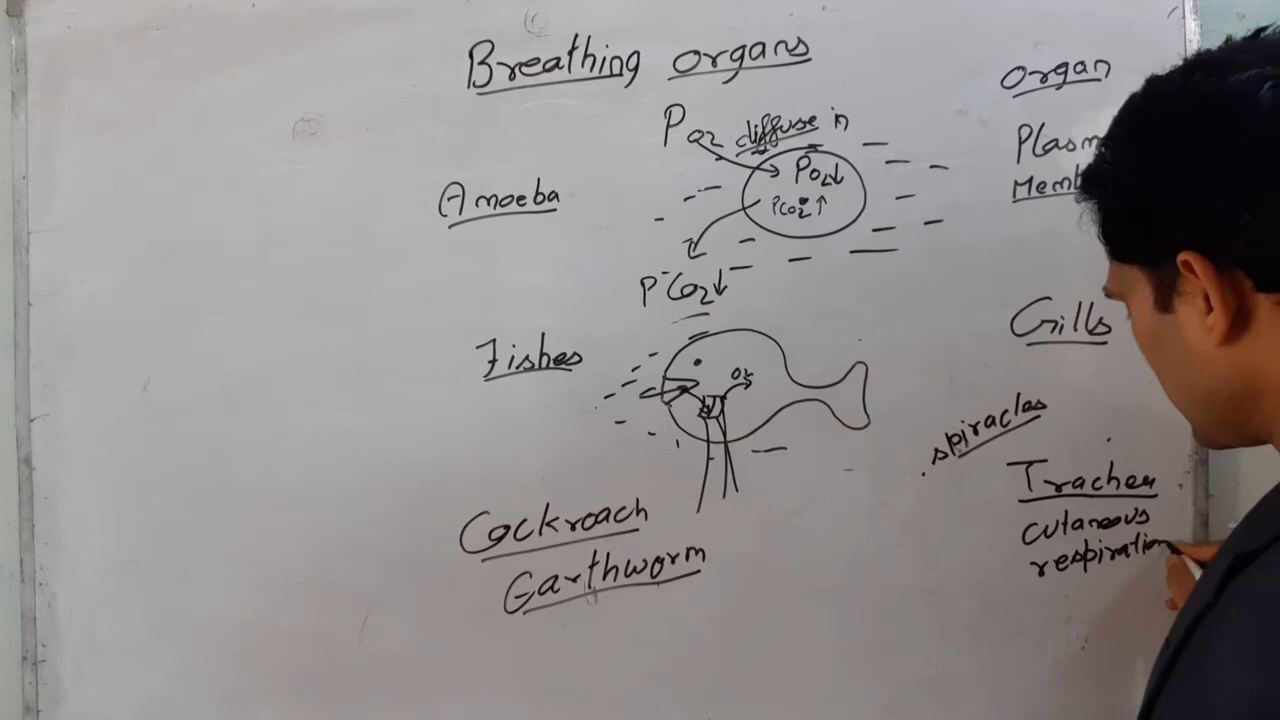 Breathing organs
Organ
PO2 diffuse in
PO2↓
PCO2↑
Amoeba
Plasm
Memb
PCO2↓
Fishes
O2
Gills
spiracles
Trachea
Cockroach
cutaneous
respiration
Earthworm